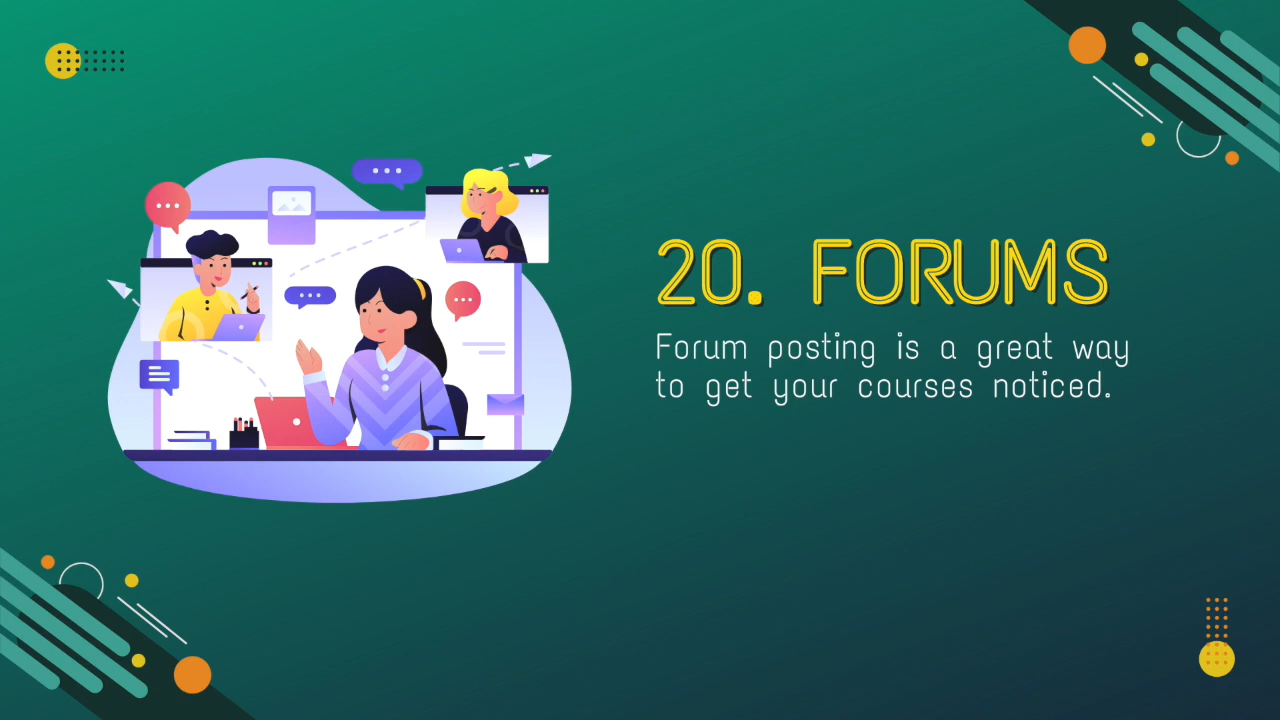 20. FORUMS
Forum posting is a great way
to get your courses noticed.